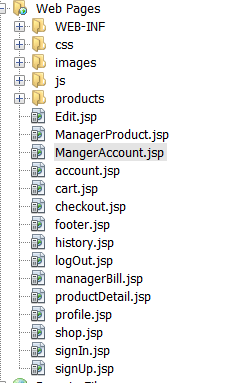 Web Pages
WEB-INF
css
images
js
products
Edit.jsp
ManagerProduct.jsp
MangerAccount.jsp
account.jsp
cart.jsp
checkout.jsp
footer.jsp
history.jsp
logOut.jsp
managerBill.jsp
productDetail.jsp
profile.jsp
shop.jsp
signIn.jsp
signUp.jsp